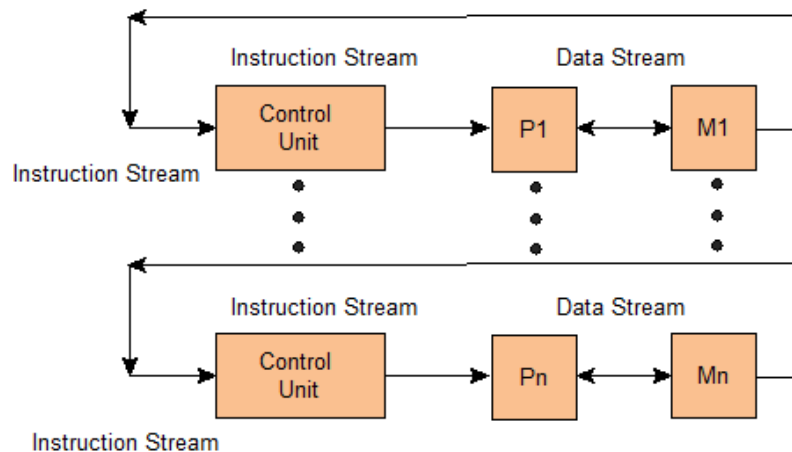 Instruction Stream
Data Stream
Control
Unit
P1
M1
Instruction Stream
Instruction Stream
Data Stream
Control
Unit
Pn
Mn
Instruction Stream